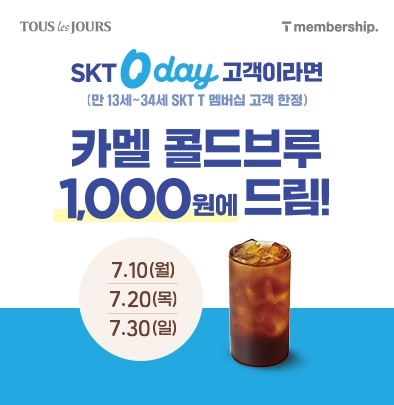 TOUS les JOURS
T membership.
SKT 0 day 고객이라면
(만 13세~34세 SKT T 멤버십 고객 한정)
카멜 콜드브루
1,000원에 드림!
7.10(월)
7.20(목)
7.30(일)